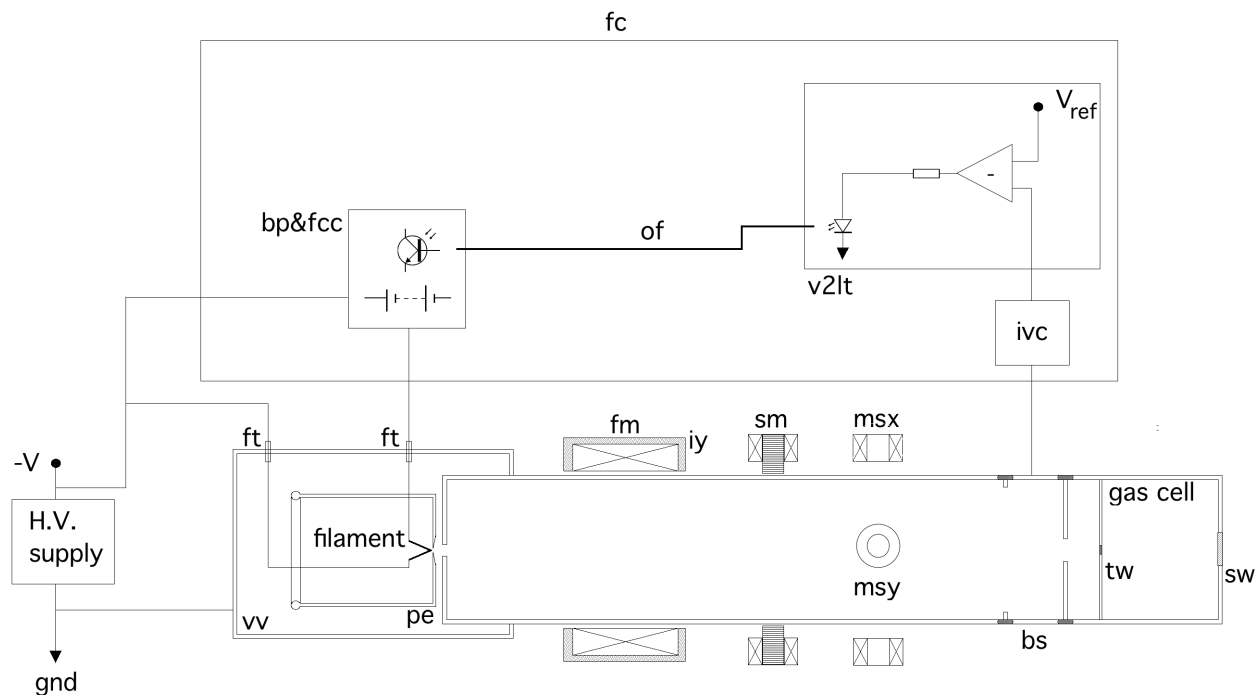 fc
V
ref
-
bp&fcc
of
v2lt
ivc
ft
ft
fm
iy
sm
msx
-V
H.V.
supply
gas cell
filament
msy
tw
sw
vv
pe
bs
gnd